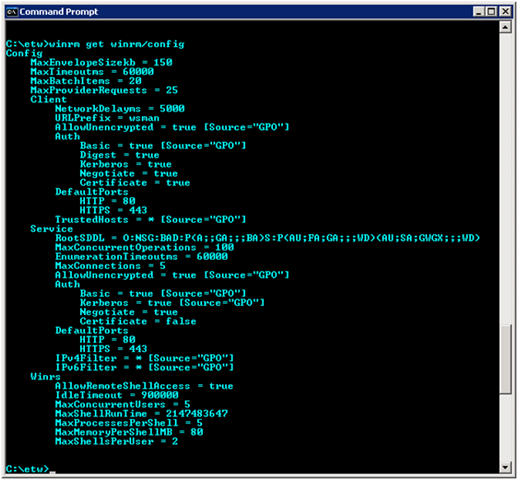 Command Prompt
C:\etw>winrm get winrm/config
Config
    MaxEnvelopeSizekb = 150
    MaxTimeoutms = 60000
    MaxBatchItems = 20
    MaxProviderRequests = 25
    Client
        NetworkDelayms = 5000
        URLPrefix = wsman
        AllowUnencrypted = true [Source="GPO"]
        Auth
            Basic = true [Source="GPO"]
            Digest = true
            Kerberos = true
            Negotiate = true
            Certificate = true
        DefaultPorts
            HTTP = 80
            HTTPS = 443
        TrustedHosts = * [Source="GPO"]
    Service
        RootSDDL = O:NSG:BAD:P(A;;GA;;;BA)S:P(AU;FA;GA;;;WD)(AU;SA;GWGX;;;WD)
        MaxConcurrentOperations = 100
        EnumerationTimeoutms = 60000
        MaxConnections = 5
        AllowUnencrypted = true [Source="GPO"]
        Auth
            Basic = true [Source="GPO"]
            Kerberos = true [Source="GPO"]
            Negotiate = true
            Certificate = false
        DefaultPorts
            HTTP = 80
            HTTPS = 443
        IPv4Filter = * [Source="GPO"]
        IPv6Filter = * [Source="GPO"]
    Winrs
        AllowRemoteShellAccess = true
        IdleTimeout = 900000
        MaxConcurrentUsers = 5
        MaxShellRunTime = 2147483647
        MaxProcessesPerShell = 5
        MaxMemoryPerShellMB = 80
        MaxShellsPerUser = 2
C:\etw>_